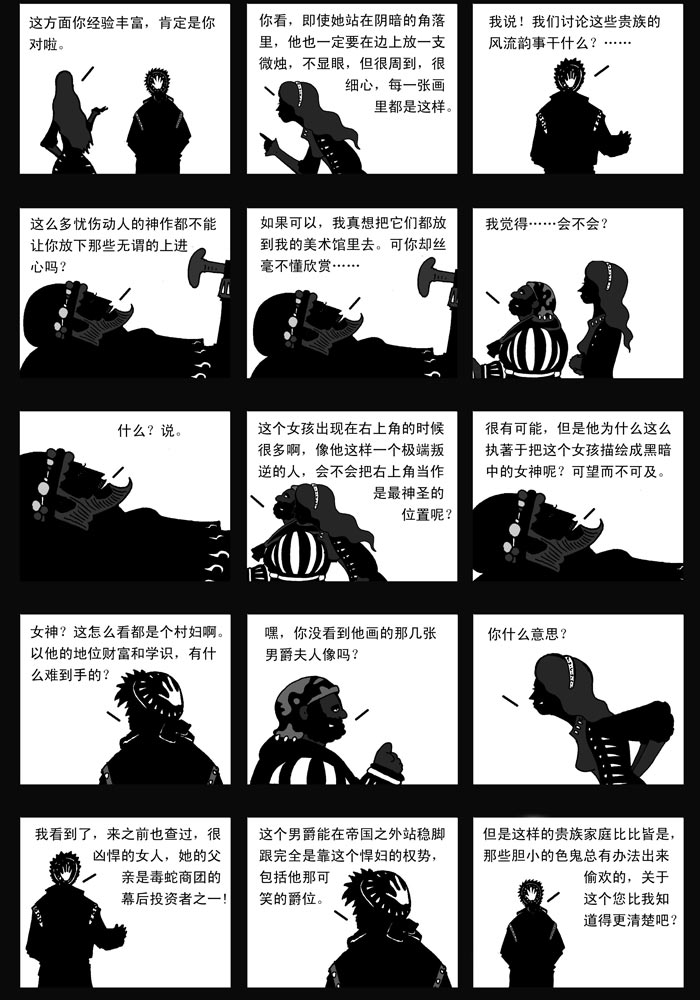 这方面你经验丰富，肯定是你
对啦。
你看，即使她站在阴暗的角落
里，他也一定要在边上放一支
微烛，不显眼，但很周到，很
细心，每一张画
里都是这样。
我说！我们讨论这些贵族的
风流韵事干什么？……
这么多忧伤动人的神作都不能
让你放下那些无谓的上进
心吗？
如果可以，我真想把它们都放
到我的美术馆里去。可你却丝
毫不懂欣赏……
我觉得……会不会？
什么？说。
这个女孩出现在右上角的时候
很多啊，像他这样一个极端叛
逆的人，会不会把右上角当作
是最神圣的
位置呢？
很有可能，但是他为什么这么
执著于把这个女孩描绘成黑暗
中的女神呢？可望而不可及。
女神？这怎么看都是个村妇啊。
以他的地位财富和学识，有什
么难到手的？
嘿，你没看到他画的那几张
男爵夫人像吗？
你什么意思？
我看到了，来之前也查过，很
凶悍的女人，她的父
亲是毒蛇商团的
幕后投资者之一！
这个男爵能在帝国之外站稳脚
跟完全是靠这个悍妇的权势，
包括他那可
笑的爵位。
但是这样的贵族家庭比比皆是，
那些胆小的色鬼总有办法出来
偷欢的，关于
这个您比我知
道得更清楚吧？